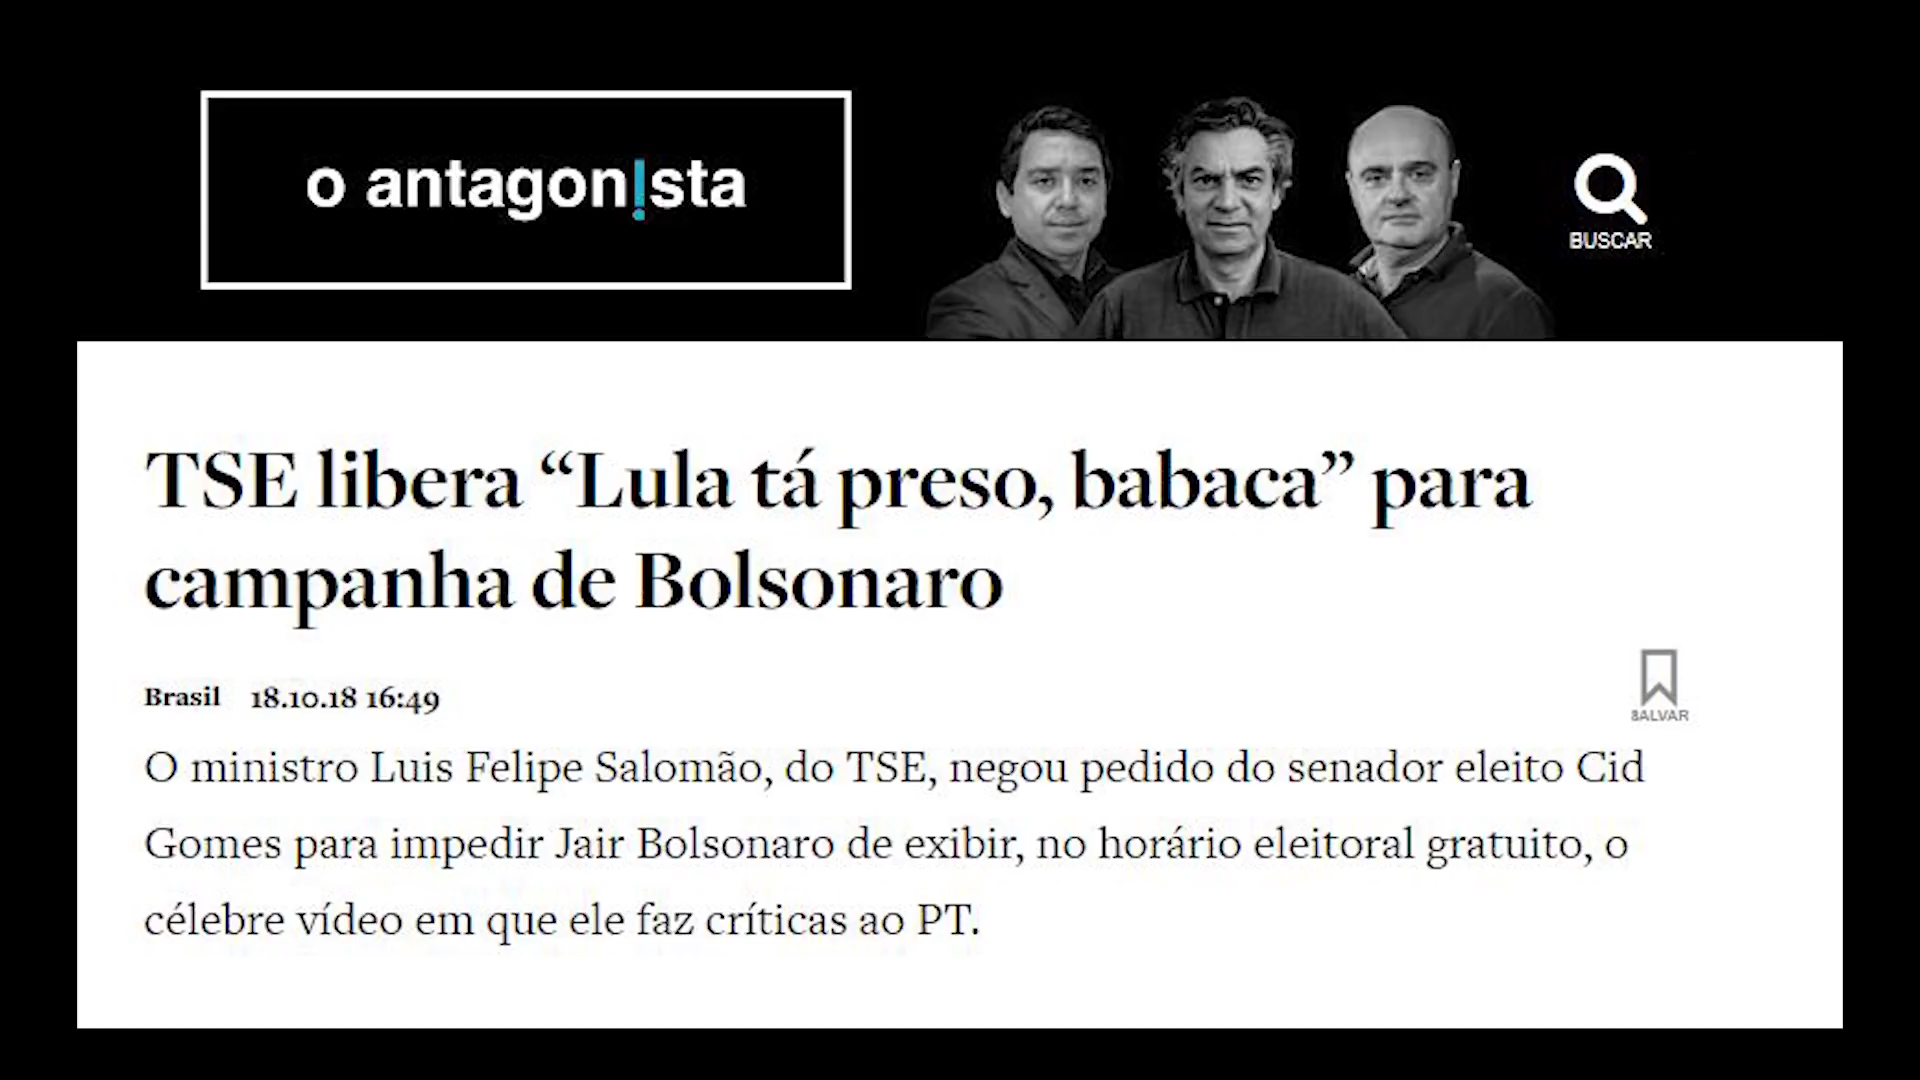 o antagon!sta
BUSCAR
TSE libera “Lula tá preso, babaca” para
campanha de Bolsonaro
Brasil 18.10.18 16:49
SALVAR
O ministro Luis Felipe Salomão, do TSE, negou pedido do senador eleito Cid
Gomes para impedir Jair Bolsonaro de exibir, no horário eleitoral gratuito, o
célebre vídeo em que ele faz críticas ao PT.